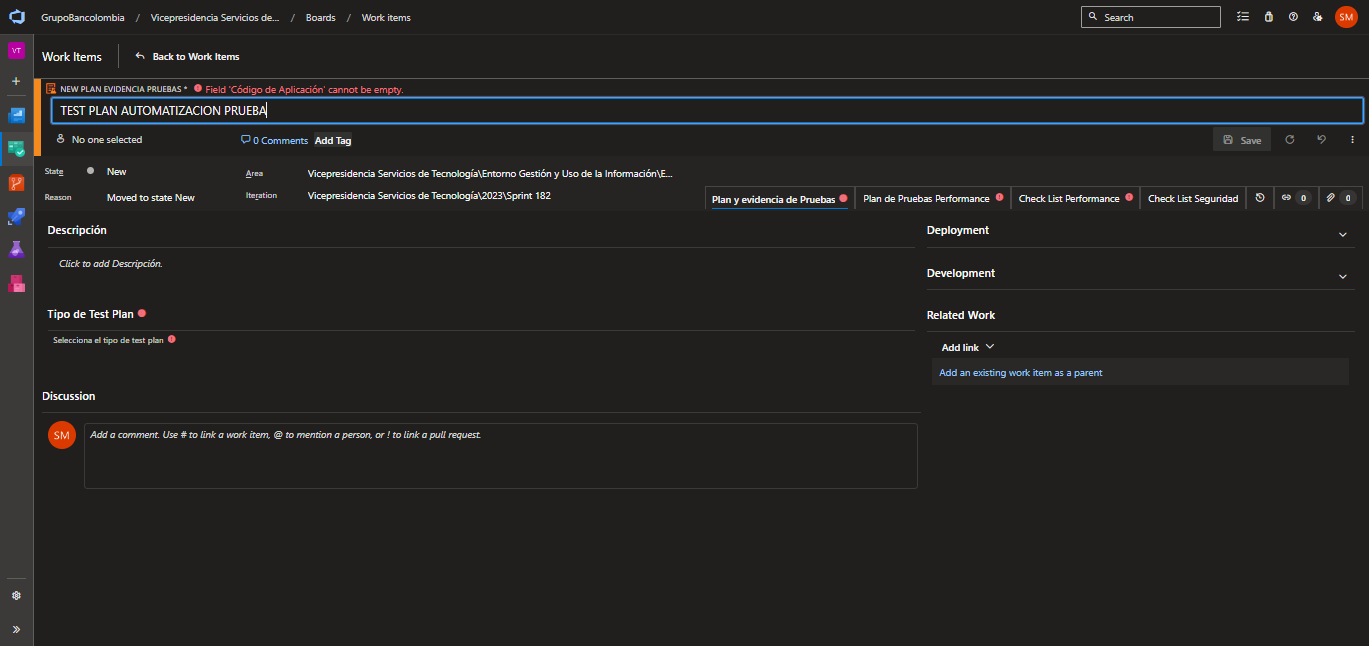 GrupoBancolombia / Vicepresidencia Servicios de... / Boards / Work items
Search
SM
VT
Work Items
Back to Work Items
NEW PLAN EVIDENCIA PRUEBAS * Field 'Código de Aplicación' cannot be empty.
TEST PLAN AUTOMATIZACION PRUEBA
No one selected
0 Comments
Add Tag
Save
State
New
Area
Vicepresidencia Servicios de Tecnología\Entorno Gestión y Uso de la Información\E...
Reason
Moved to state New
Iteration
Vicepresidencia Servicios de Tecnología\2023\Sprint 182
Plan y evidencia de Pruebas
Plan de Pruebas Performance
Check List Performance
Check List Seguridad
0
0
Descripción
Click to add Descripción.
Tipo de Test Plan
Selecciona el tipo de test plan
Discussion
SM
Add a comment. Use # to link a work item, @ to mention a person, or ! to link a pull request.
Deployment
Development
Related Work
Add link
Add an existing work item as a parent